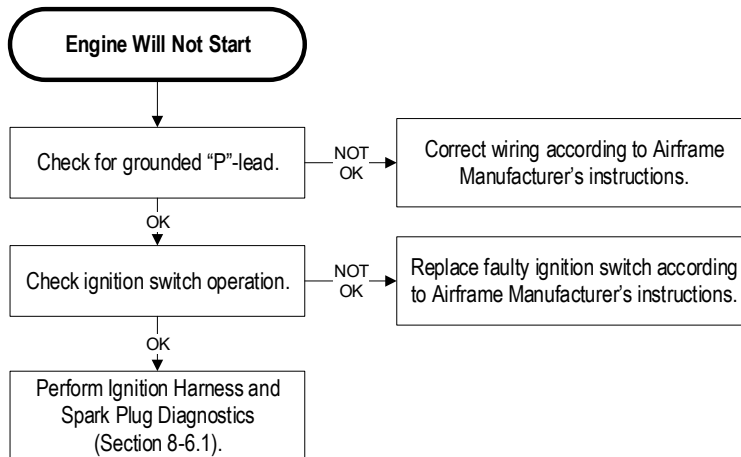 Engine Will Not Start
Check for grounded “P”-lead.
NOT
OK
Correct wiring according to Airframe
Manufacturer’s instructions.
OK
Check ignition switch operation.
NOT
OK
Replace faulty ignition switch according
to Airframe Manufacturer’s instructions.
OK
Perform Ignition Harness and
Spark Plug Diagnostics
(Section 8-6.1).